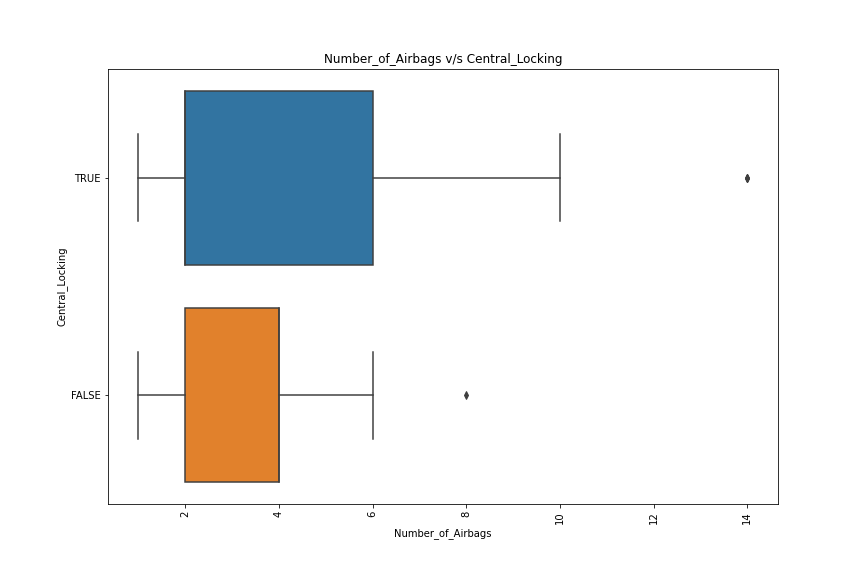 Number_of_Airbags v/s Central_Locking
TRUE
FALSE
Central_Locking
2
4
6
8
10
12
14
Number_of_Airbags